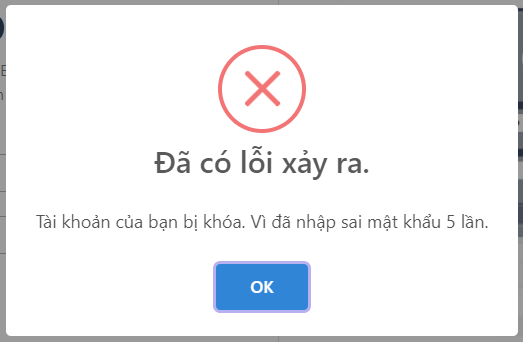 Đã có lỗi xảy ra.
Tài khoản của bạn bị khóa. Vì đã nhập sai mật khẩu 5 lần.
OK